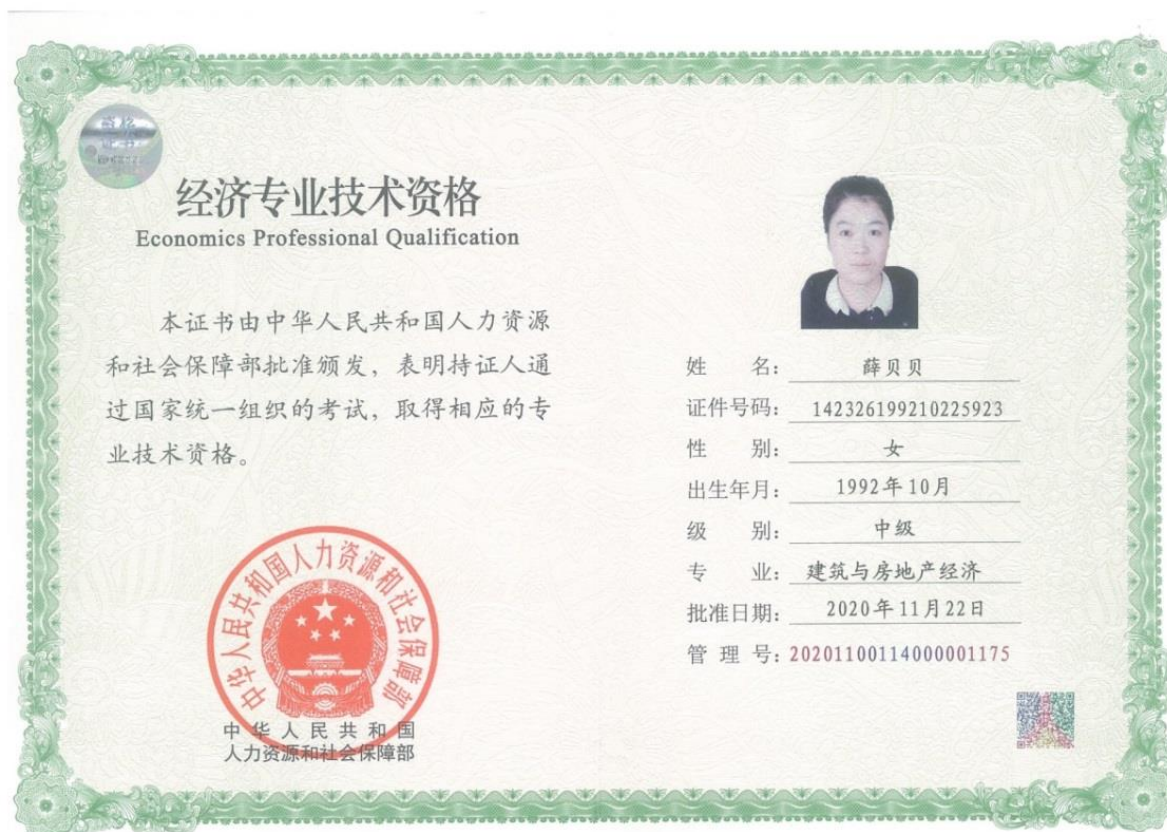 经济专业技术资格
Economics Professional Qualification
本证书由中华人民共和国人力资源
和社会保障部批准颁发，表明持证人通
过国家统一组织的考试，取得相应的专
业技术资格。
中华人民共和国人力资源和社会保障部
中华人民共和国
人力资源和社会保障部
姓 名： 薛贝贝
证件号码： 142326199210225923
性 别： 女
出生年月： 1992年10月
级 别： 中级
专 业： 建筑与房地产经济
批准日期： 2020年11月22日
管 理 号：20201100114000001175